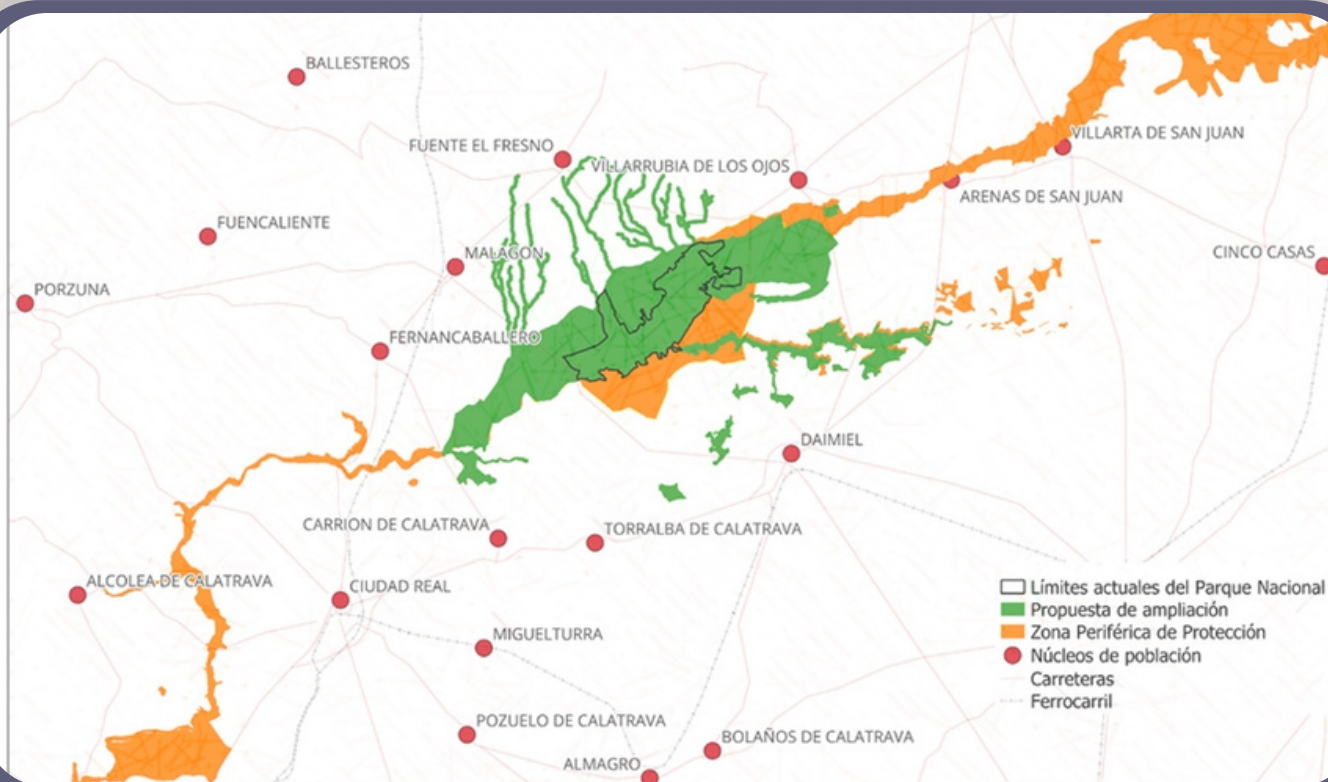 BALLESTEROS
VILLARTA DE SAN JUAN
FUENTE EL FRESNO
VILLARRUBIA DE LOS OJOS
ARENAS DE SAN JUAN
FUENCALIENTE
MALAGON
CINCO CASAS
PORZUNA
FERNANCABALLERO
DAIMIEL
CARRION DE CALATRAVA
TORRALBA DE CALATRAVA
ALCOLEA DE CALATRAVA
CIUDAD REAL
MIGUELTURRA
POZUELO DE CALATRAVA
BOLAÑOS DE CALATRAVA
ALMAGRO
Límites actuales del Parque Nacional
Propuesta de ampliación
Zona Periférica de Protección
Núcleos de población
Carreteras
Ferrocarril